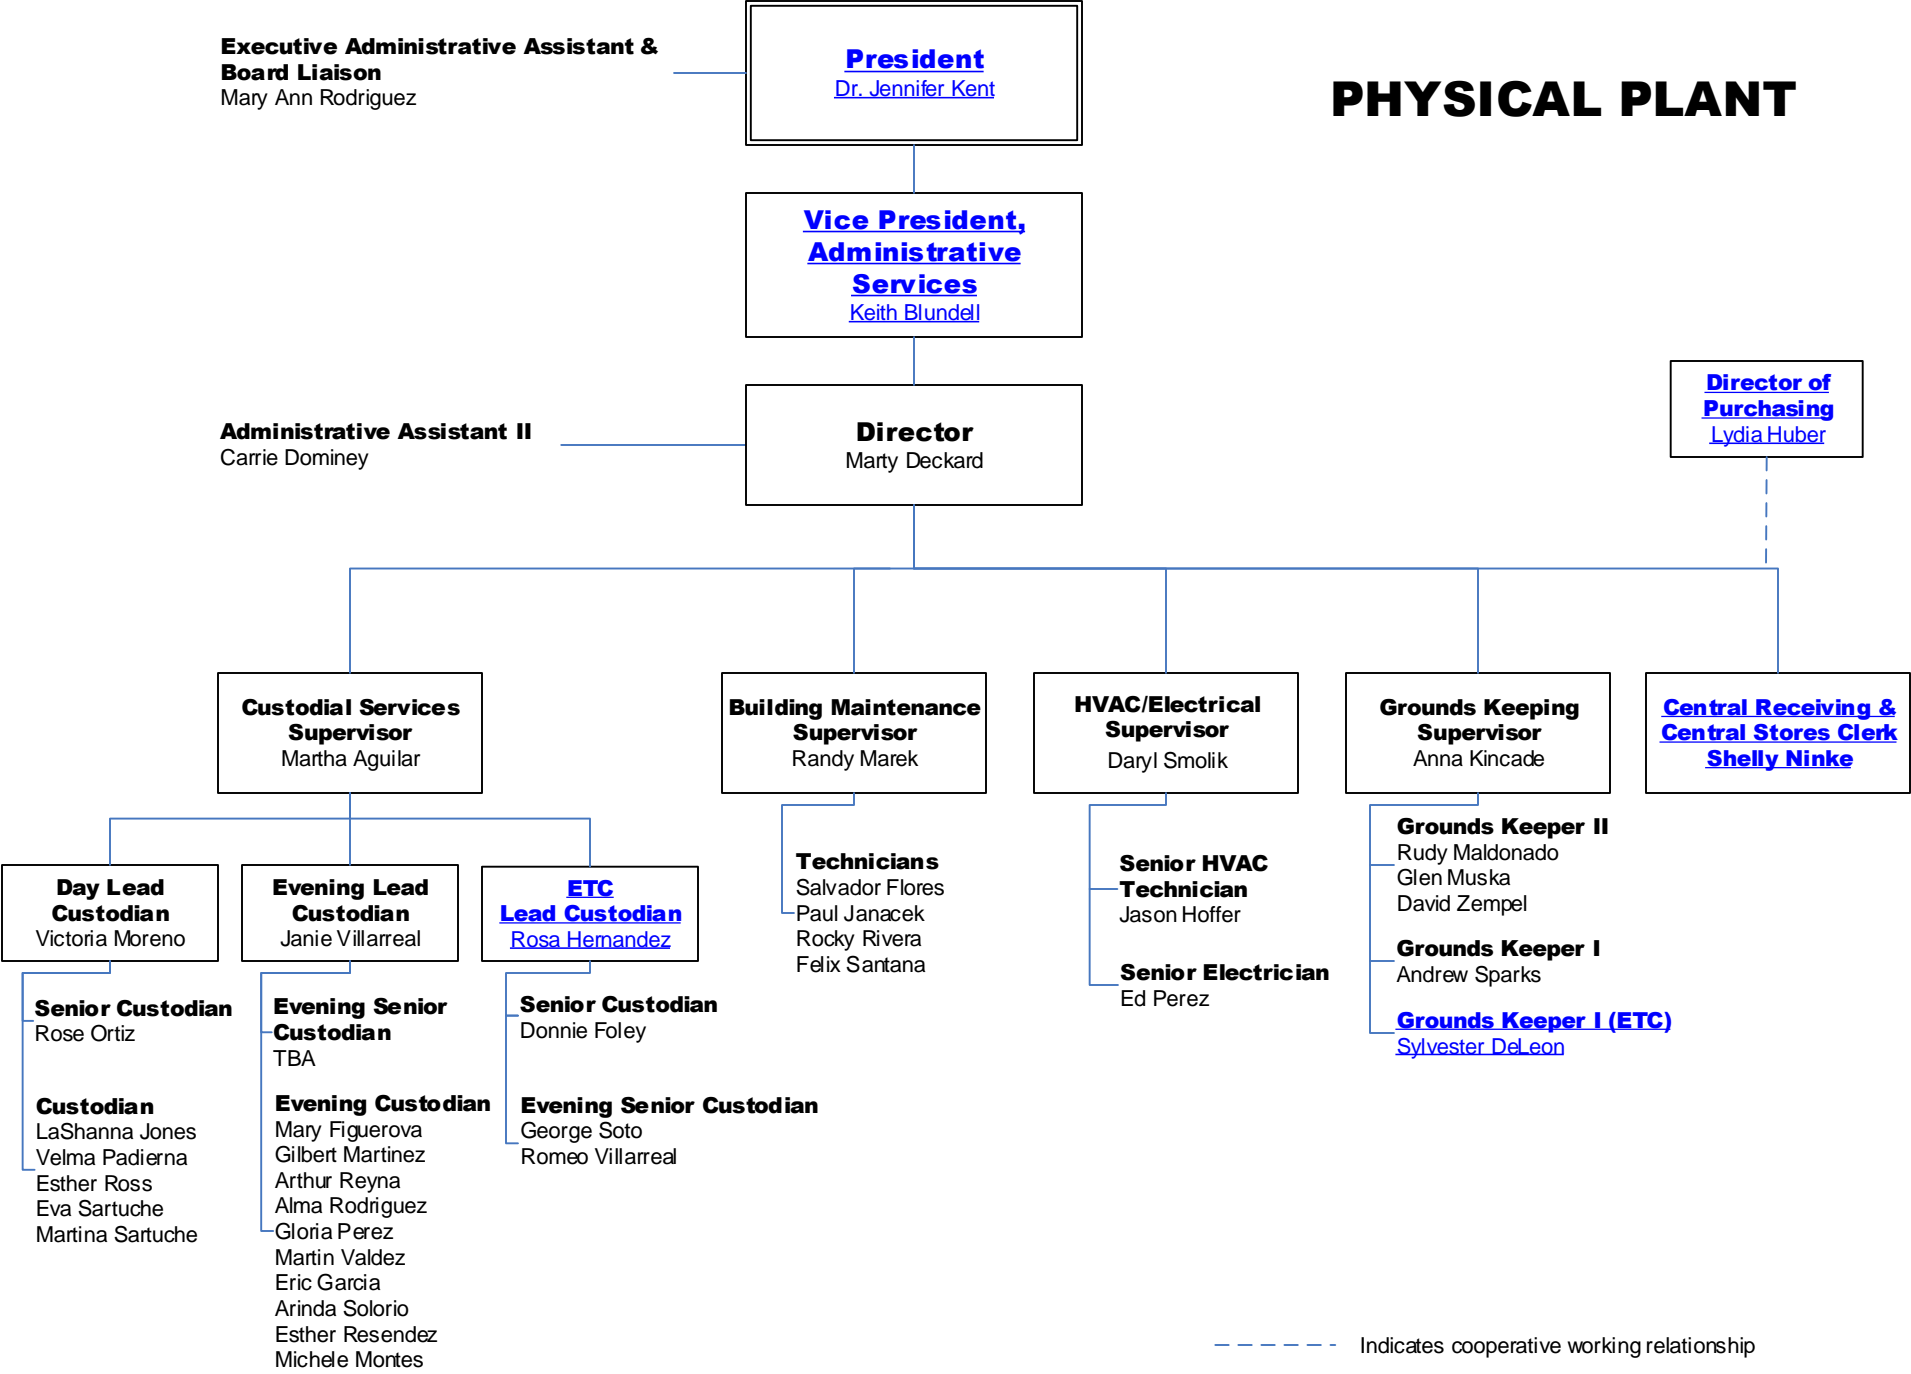 Executive Administrative Assistant &
Board Liaison
Mary Ann Rodriguez
President
Dr. Jennifer Kent
PHYSICAL PLANT
Vice President,
Administrative
Services
Keith Blundell
Administrative Assistant II
Carrie Dominey
Director
Marty Deckard
Director of
Purchasing
Lydia Huber
Custodial Services
Supervisor
Martha Aguilar
Building Maintenance
Supervisor
Randy Marek
HVAC/Electrical
Supervisor
Daryl Smolik
Grounds Keeping
Supervisor
Anna Kincade
Central Receiving &
Central Stores Clerk
Shelly Ninke
Day Lead
Custodian
Victoria Moreno
Evening Lead
Custodian
Janie Villarreal
ETC
Lead Custodian
Rosa Hernandez
Technicians
Salvador Flores
Paul Janacek
Rocky Rivera
Felix Santana
Senior HVAC
Technician
Jason Hoffer
Senior Electrician
Ed Perez
Grounds Keeper II
Rudy Maldonado
Glen Muska
David Zempel
Grounds Keeper I
Andrew Sparks
Grounds Keeper I (ETC)
Sylvester DeLeon
Senior Custodian
Rose Ortiz
Custodian
LaShanna Jones
Velma Padierna
Esther Ross
Eva Sartuche
Martina Sartuche
Evening Senior
Custodian
TBA
Evening Custodian
Mary Figuerova
Gilbert Martinez
Arthur Reyna
Alma Rodriguez
Gloria Perez
Martin Valdez
Eric Garcia
Arinda Solorio
Esther Resendez
Michele Montes
Senior Custodian
Donnie Foley
Evening Senior Custodian
George Soto
Romeo Villarreal
Indicates cooperative working relationship